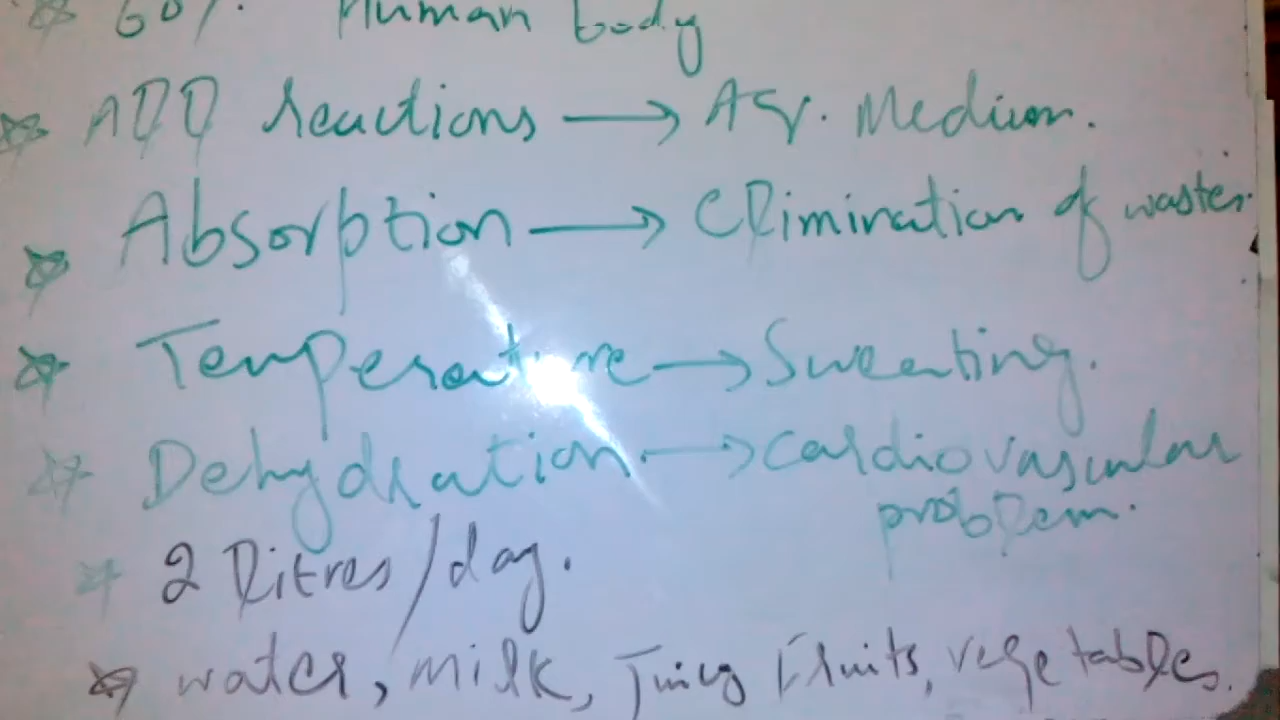 60%. Human body
All reactions → Aq. Medium.
Absorption → Elimination of wastes.
Temperature → Sweating.
Dehydration → Cardiovascular
problem.
2 litres/day.
water, milk, Juicy Fruits, vegetables.